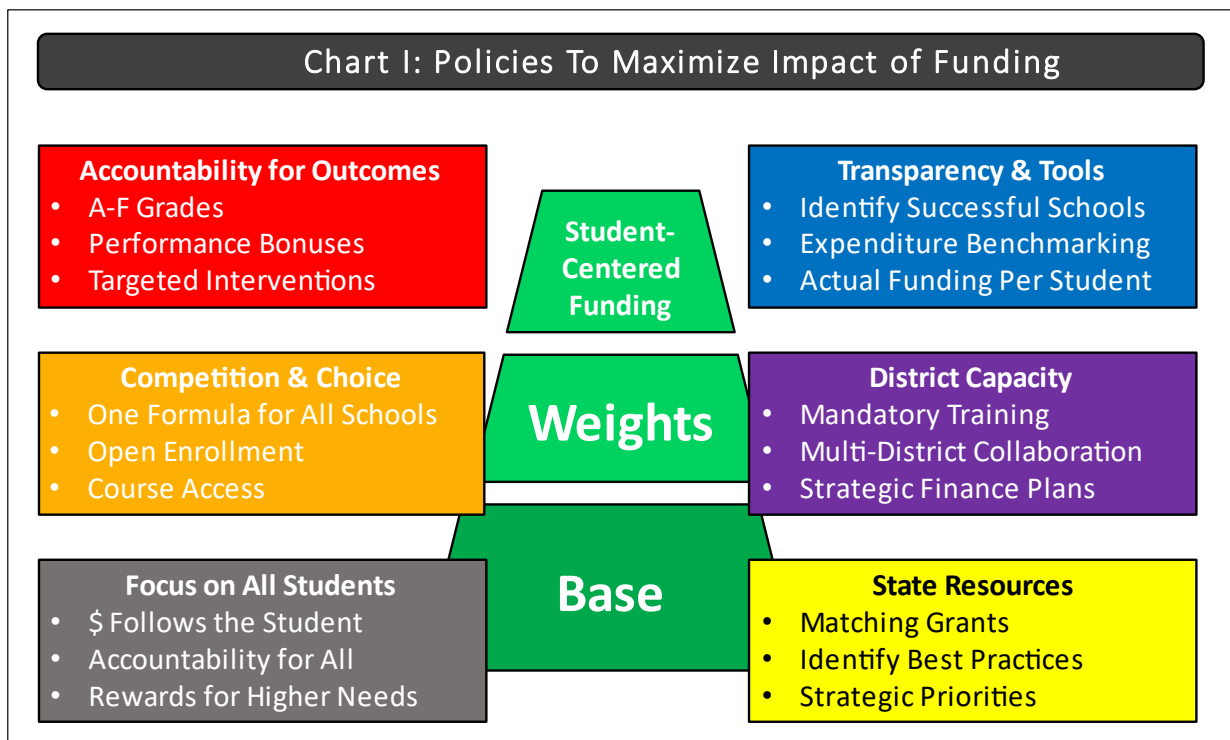 Chart I: Policies To Maximize Impact of Funding
Accountability for Outcomes
• A-F Grades
• Performance Bonuses
• Targeted Interventions
Student-
Centered
Funding
Transparency & Tools
• Identify Successful Schools
• Expenditure Benchmarking
• Actual Funding Per Student
Competition & Choice
• One Formula for All Schools
• Open Enrollment
• Course Access
Weights
District Capacity
• Mandatory Training
• Multi-District Collaboration
• Strategic Finance Plans
Focus on All Students
• $ Follows the Student
• Accountability for All
• Rewards for Higher Needs
Base
State Resources
• Matching Grants
• Identify Best Practices
• Strategic Priorities